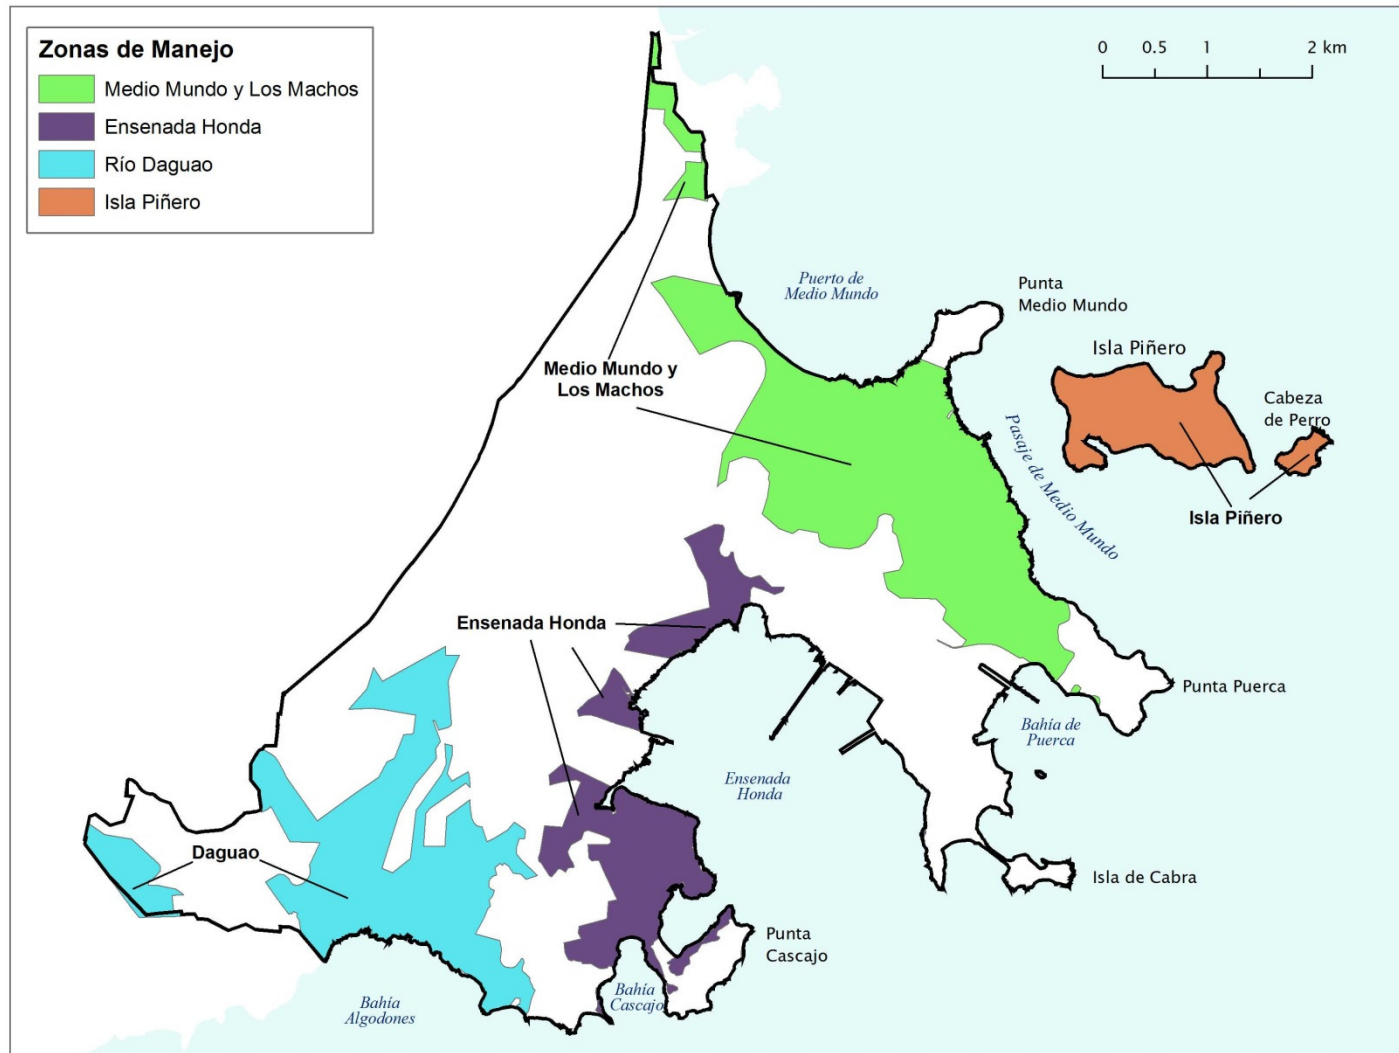 Zonas de Manejo
Medio Mundo y Los Machos
Ensenada Honda
Río Daguao
Isla Piñero
0 0.5 1 2 km
Puerto de
Medio Mundo
Punta
Medio Mundo
Isla Piñero
Cabeza
de Perro
Medio Mundo y
Los Machos
Pasaje de Medio Mundo
Isla Piñero
Ensenada Honda
Punta Puerca
Bahía de
Puerca
Ensenada
Honda
Daguao
Isla de Cabra
Punta
Cascajo
Bahía
Cascajo
Bahía
Algodones